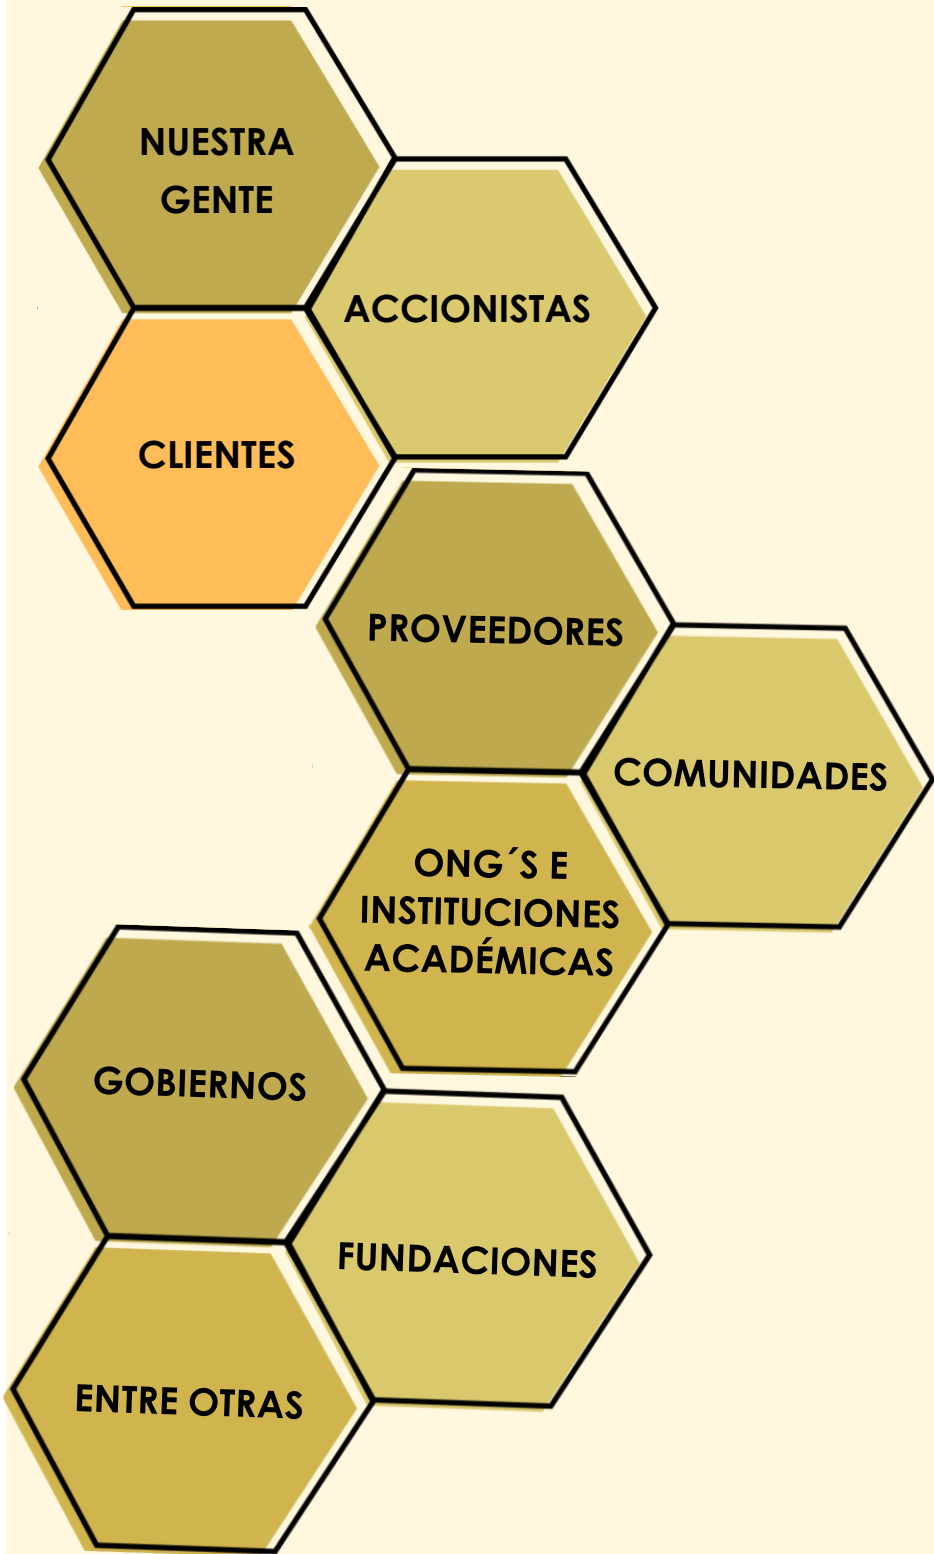 NUESTRA
GENTE
ACCIONISTAS
CLIENTES
PROVEEDORES
COMUNIDADES
ONG´S E
INSTITUCIONES
ACADÉMICAS
GOBIERNOS
FUNDACIONES
ENTRE OTRAS